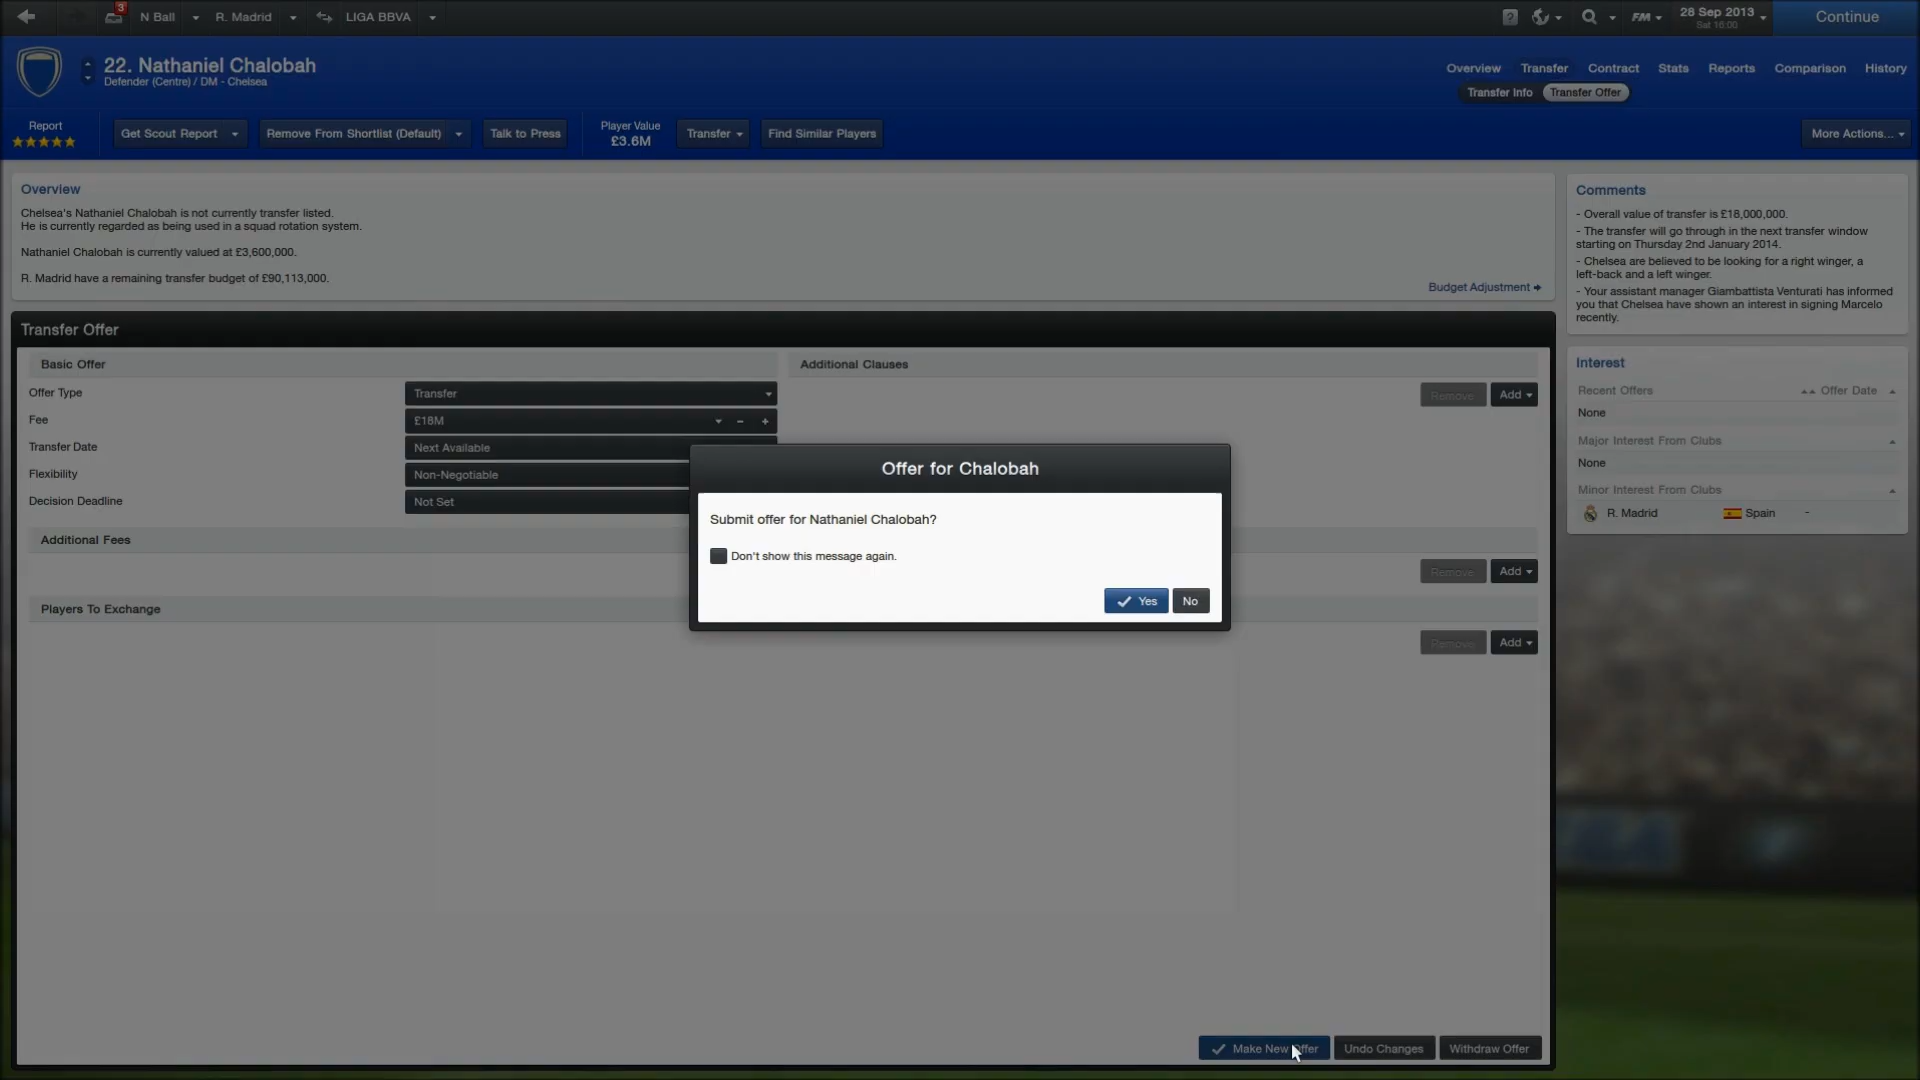 3
N Ball
R. Madrid
LIGA BBVA
FM
28 Sep 2013
Sat 16:00
Continue
22. Nathaniel Chalobah
Defender (Centre) / DM - Chelsea
Overview
Transfer
Contract
Stats
Reports
Comparison
History
Transfer Info
Transfer Offer
Report
Get Scout Report
Remove From Shortlist (Default)
Talk to Press
Player Value
£3.6M
Transfer
Find Similar Players
More Actions...
Overview
Chelsea's Nathaniel Chalobah is not currently transfer listed.
He is currently regarded as being used in a squad rotation system.
Nathaniel Chalobah is currently valued at £3,600,000.
R. Madrid have a remaining transfer budget of £90,113,000.
Budget Adjustment
Comments
- Overall value of transfer is £18,000,000.
- The transfer will go through in the next transfer window
starting on Thursday 2nd January 2014.
- Chelsea are believed to be looking for a right winger, a
left-back and a left winger.
- Your assistant manager Giambattista Venturati has informed
you that Chelsea have shown an interest in signing Marcelo
recently.
Interest
Recent Offers
Offer Date
None
Major Interest From Clubs
None
Minor Interest From Clubs
R. Madrid
Spain
-
Transfer Offer
Basic Offer
Additional Clauses
Offer Type
Transfer
Remove
Add
Fee
£18M
Transfer Date
Next Available
Flexibility
Non-Negotiable
Decision Deadline
Not Set
Additional Fees
Remove
Add
Players To Exchange
Remove
Add
Offer for Chalobah
Submit offer for Nathaniel Chalobah?
Don't show this message again.
Yes
No
Make New Offer
Undo Changes
Withdraw Offer